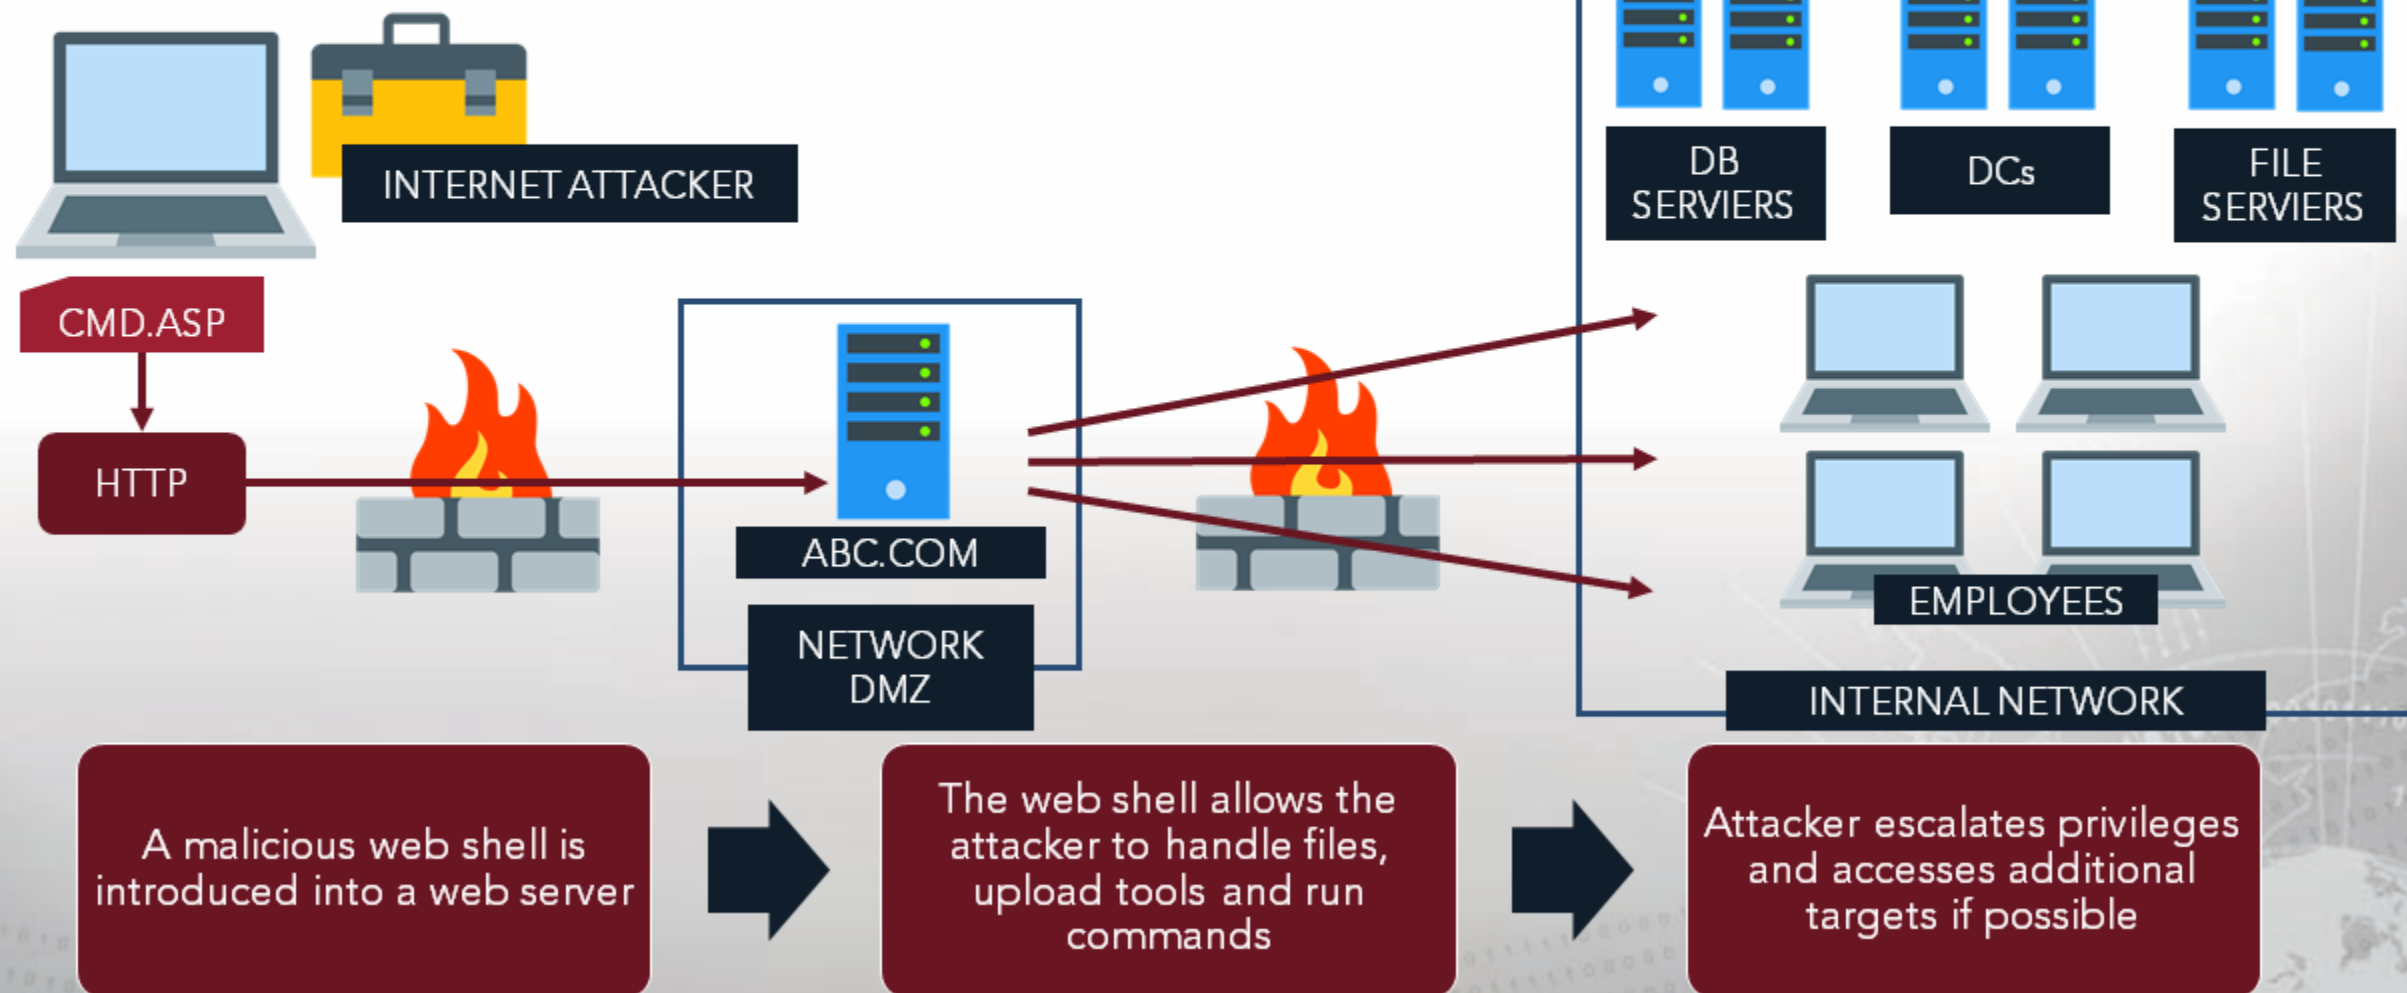 INTERNET ATTACKER
DB
SERVIERS
DCs
FILE
SERVIERS
CMD.ASP
HTTP
ABC.COM
NETWORK
DMZ
EMPLOYEES
INTERNAL NETWORK
A malicious web shell is
introduced into a web server
The web shell allows the
attacker to handle files,
upload tools and run
commands
Attacker escalates privileges
and accesses additional
targets if possible